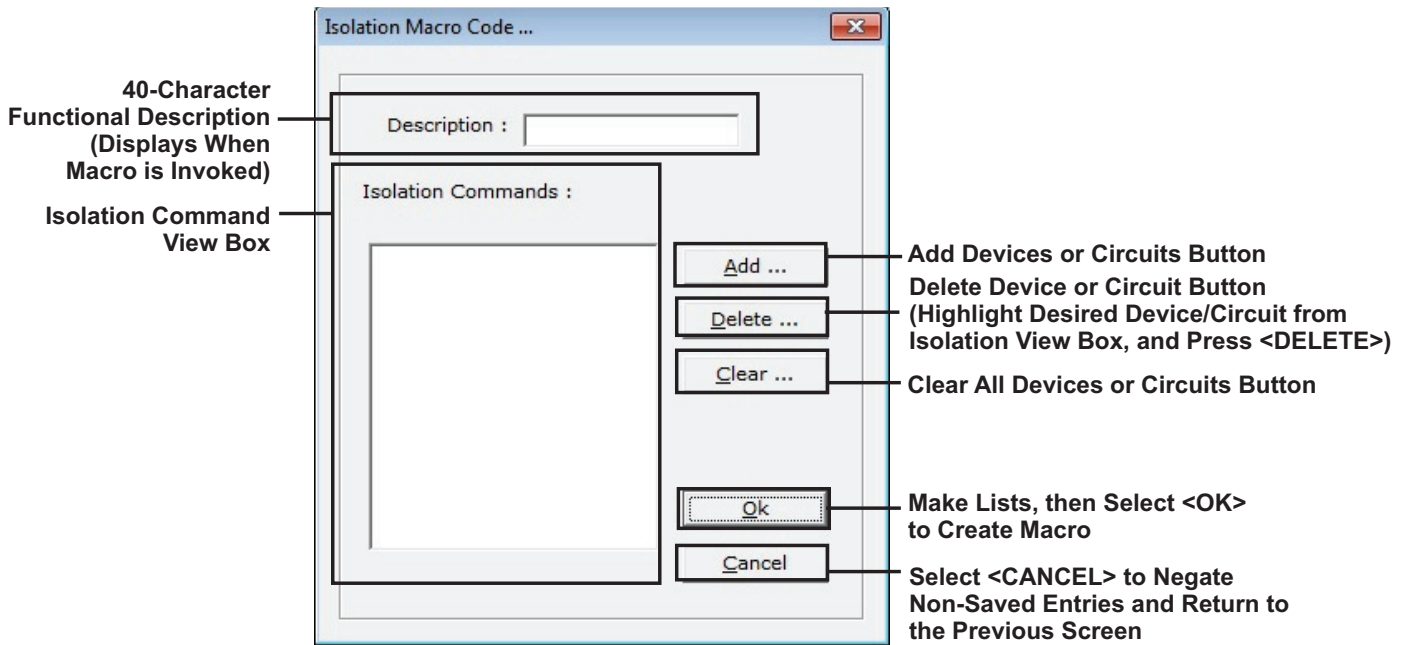 Isolation Macro Code ...
40-Character
Functional Description
(Displays When
Macro is Invoked)
Description :
Isolation Command
View Box
Isolation Commands :
Add ...
Add Devices or Circuits Button
Delete ...
Delete Device or Circuit Button
(Highlight Desired Device/Circuit from
Isolation View Box, and Press <DELETE>)
Clear ...
Clear All Devices or Circuits Button
Ok
Make Lists, then Select <OK>
to Create Macro
Cancel
Select <CANCEL> to Negate
Non-Saved Entries and Return to
the Previous Screen